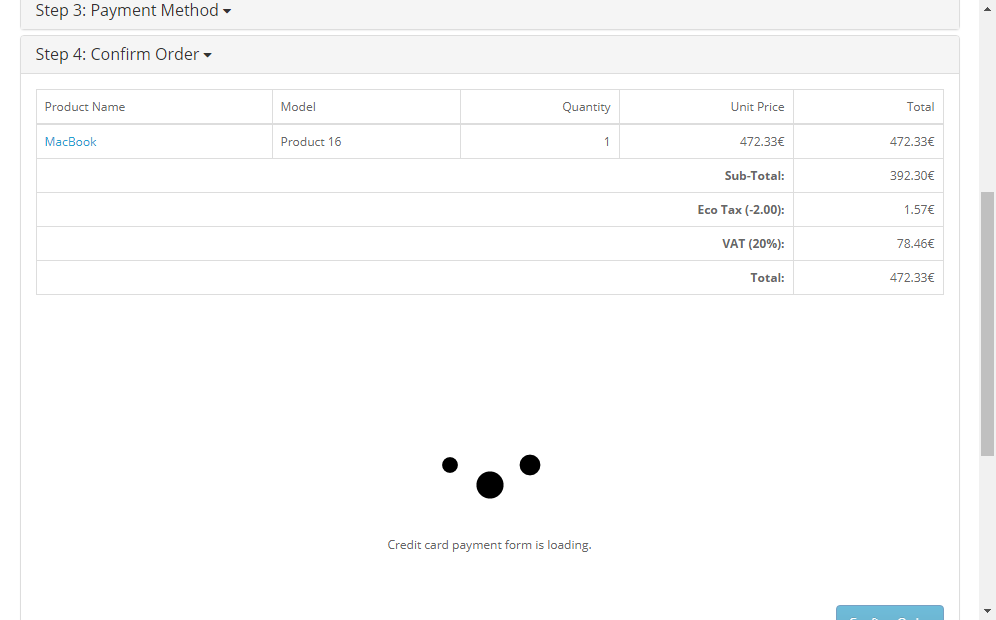 Step 3: Payment Method
Step 4: Confirm Order
Product Name Model Quantity Unit Price Total
MacBook Product 16 1 472.33€ 472.33€
Sub-Total: 392.30€
Eco Tax (-2.00): 1.57€
VAT (20%): 78.46€
Total: 472.33€
Credit card payment form is loading.